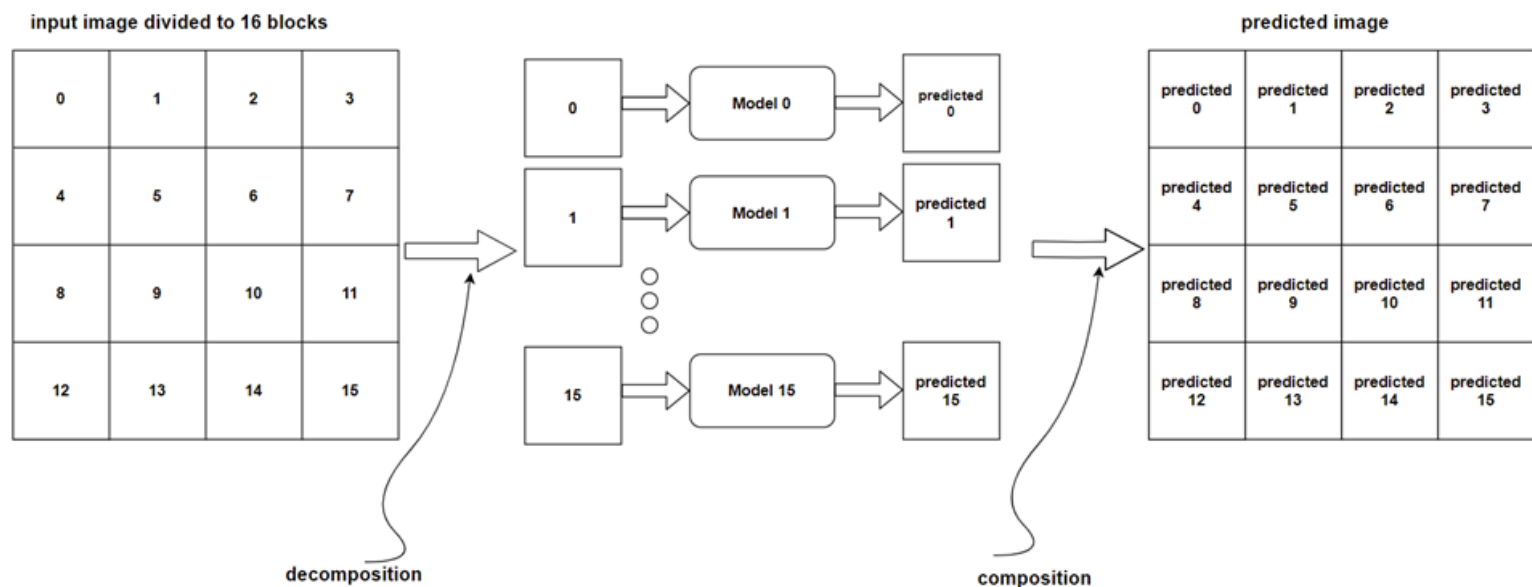 input image divided to 16 blocks
0 1 2 3
4 5 6 7
8 9 10 11
12 13 14 15
0 Model 0 predicted
0
1 Model 1 predicted
1
15 Model 15 predicted
15
decomposition
composition
predicted image
predicted predicted predicted predicted
0 1 2 3
predicted predicted predicted predicted
4 5 6 7
predicted predicted predicted predicted
8 9 10 11
predicted predicted predicted predicted
12 13 14 15